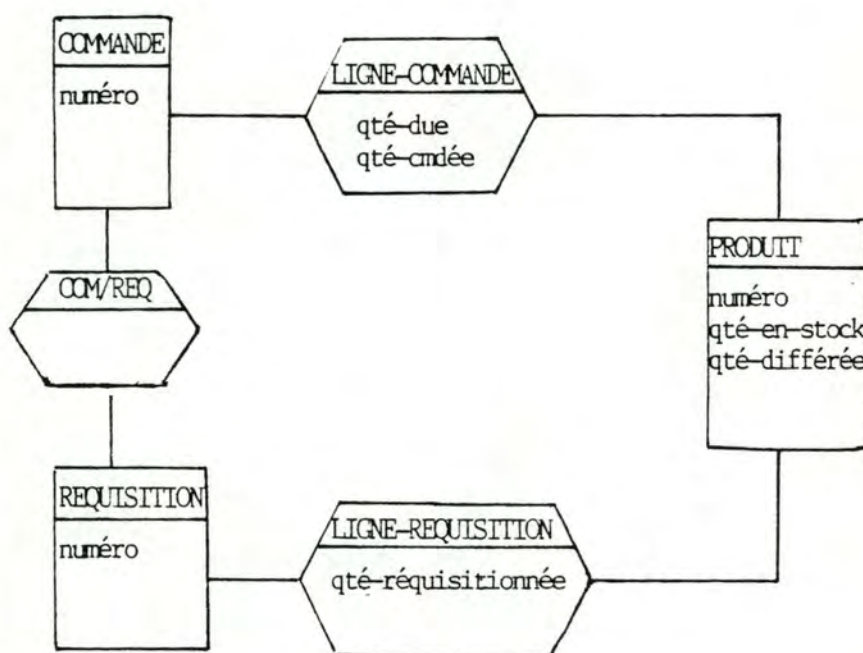 COMMANDE
numéro
LIGNE-COMMANDE
qté-due
qté-cmdée
PRODUIT
numéro
qté-en-stock
qté-différée
COM/REQ
REQUISITION
numéro
LIGNE-REQUISITION
qté-réquisitionnée